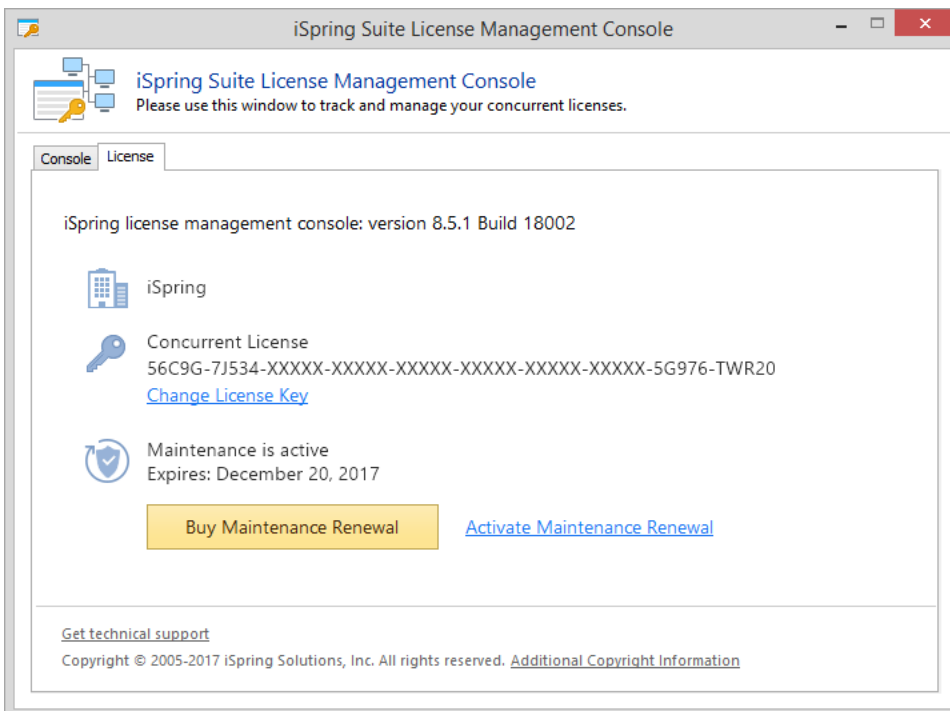 iSpring Suite License Management Console
iSpring Suite License Management Console
Please use this window to track and manage your concurrent licenses.
Console License
iSpring license management console: version 8.5.1 Build 18002
iSpring
Concurrent License
56C9G-7J534-XXXXX-XXXXX-XXXXX-XXXXX-XXXXX-XXXXX-5G976-TWR20
Change License Key
Maintenance is active
Expires: December 20, 2017
Buy Maintenance Renewal Activate Maintenance Renewal
Get technical support
Copyright © 2005-2017 iSpring Solutions, Inc. All rights reserved. Additional Copyright Information